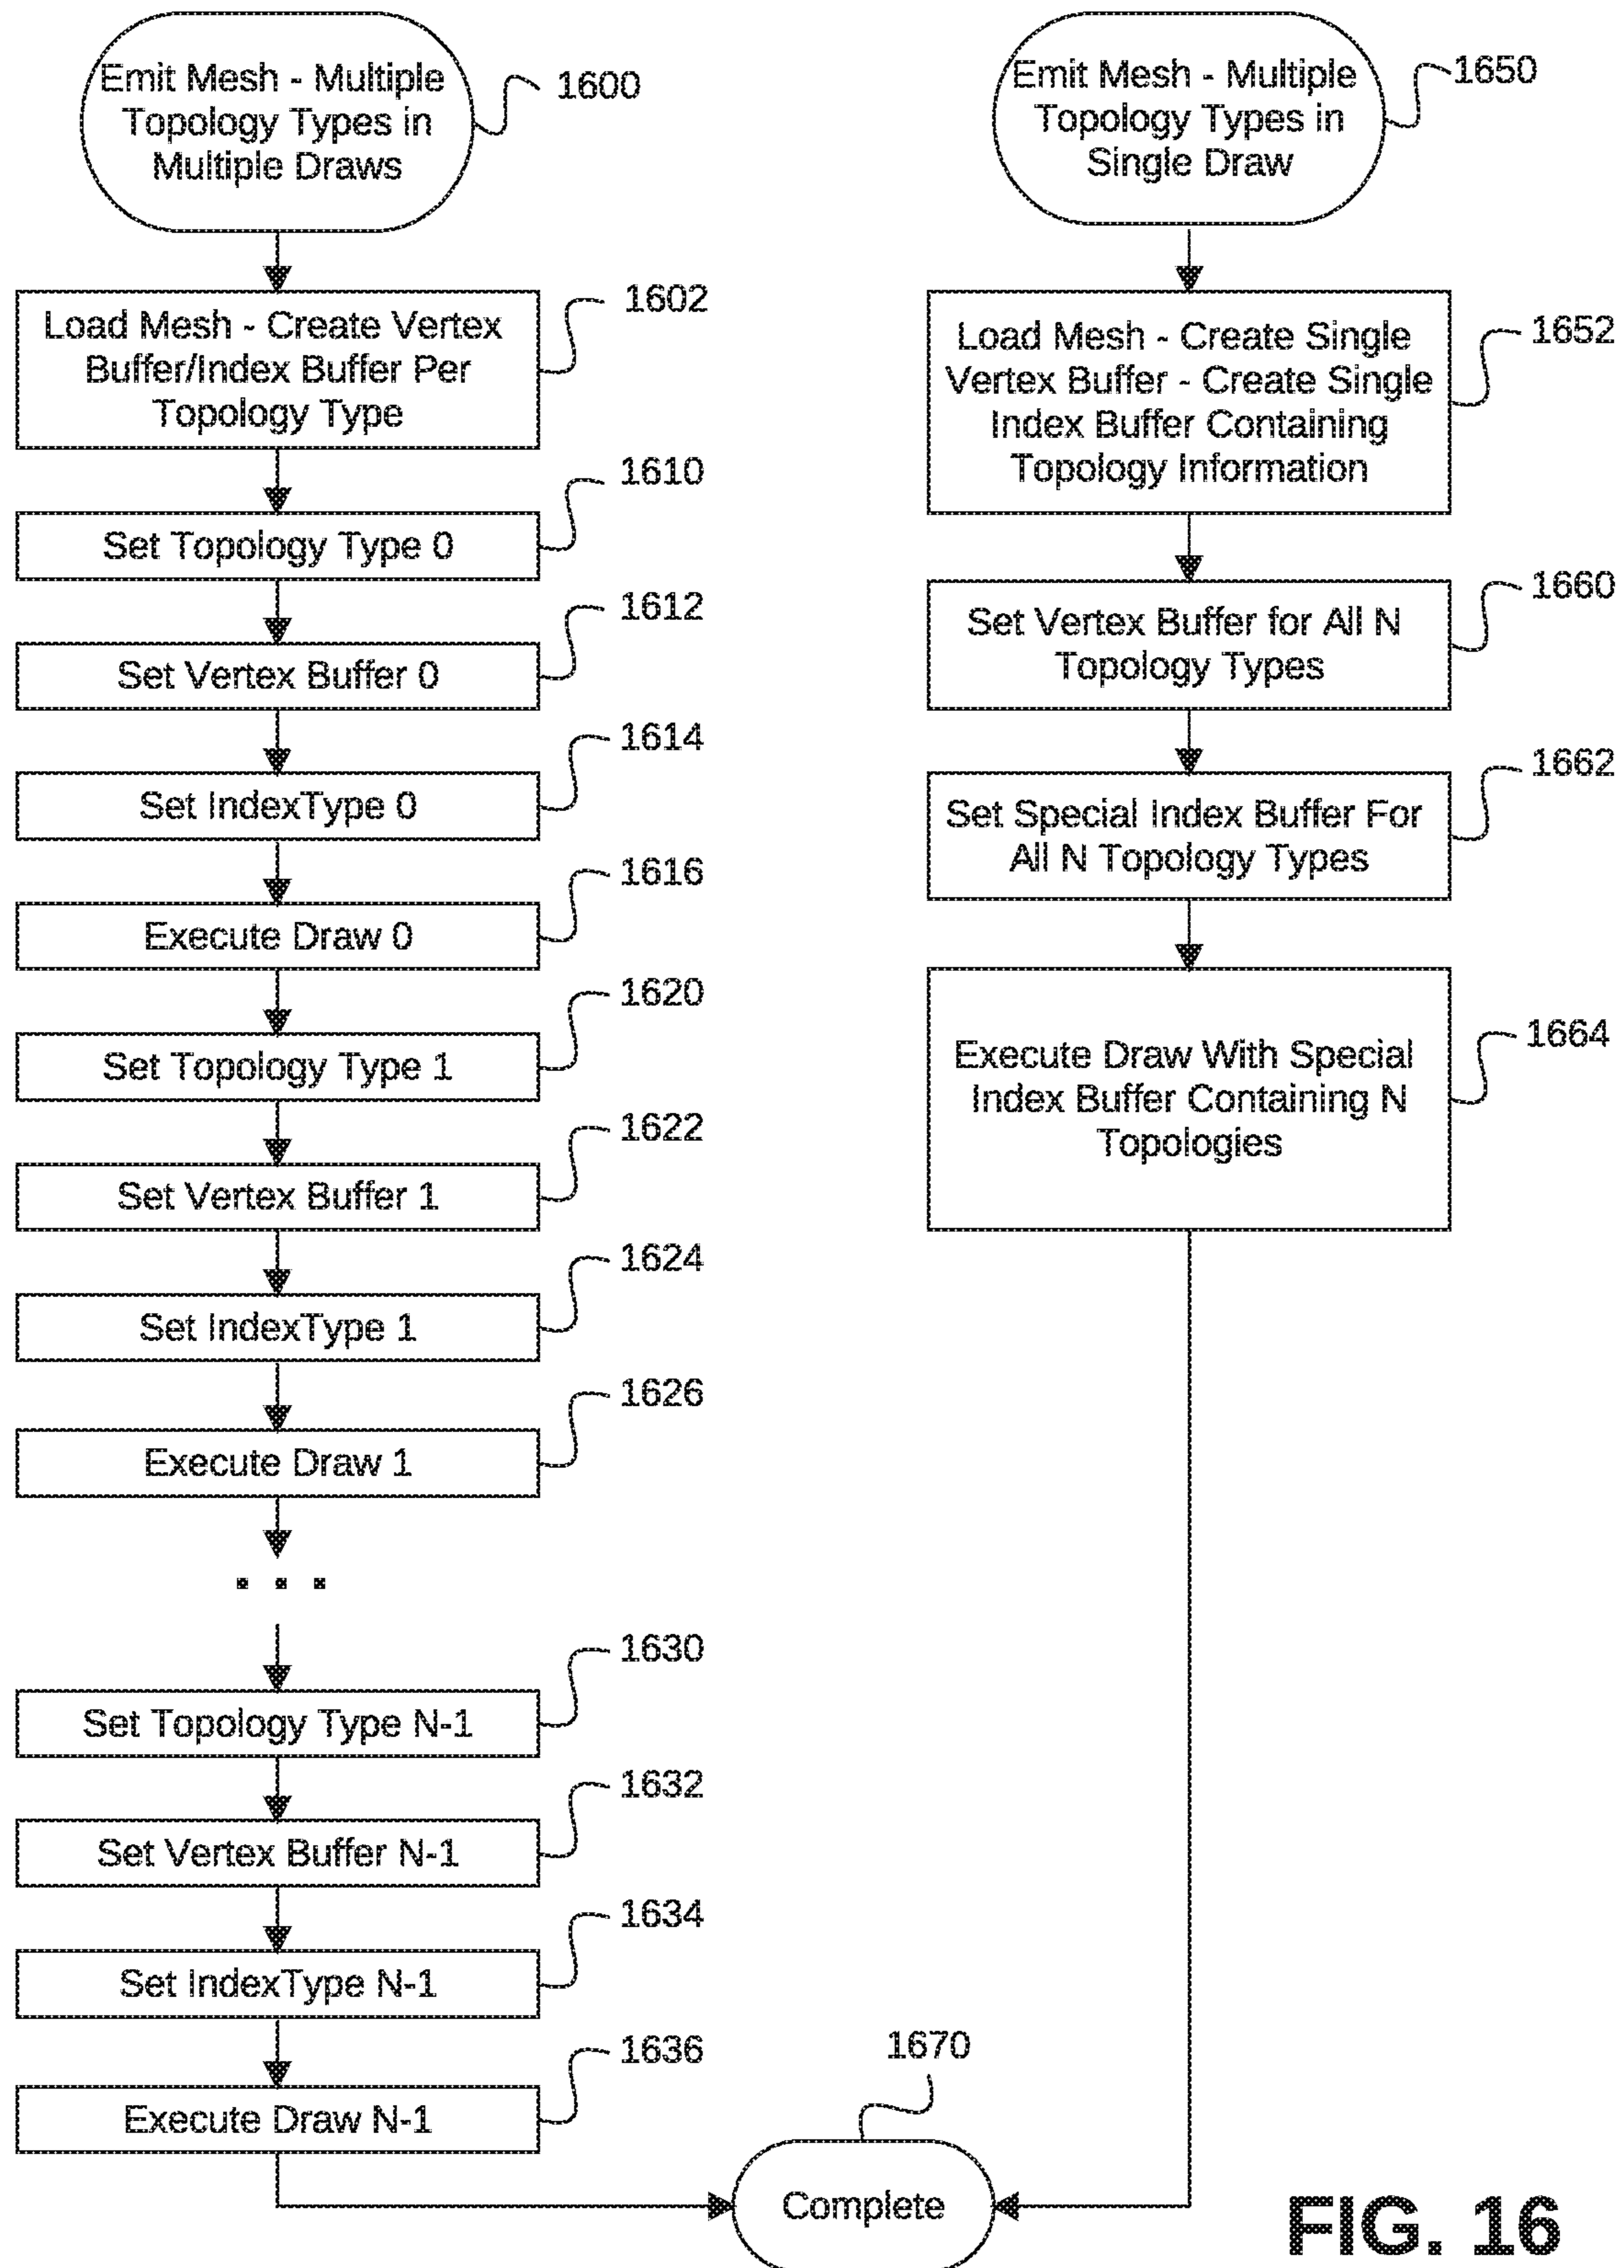 Emit Mesh - Multiple
Topology Types in
Multiple Draws
1600
Load Mesh - Create Vertex
Buffer/Index Buffer Per
Topology Type
1602
Set Topology Type 0
1610
Set Vertex Buffer 0
1612
Set IndexType 0
1614
Execute Draw 0
1616
Set Topology Type 1
1620
Set Vertex Buffer 1
1622
Set IndexType 1
1624
Execute Draw 1
1626
. . .
Set Topology Type N-1
1630
Set Vertex Buffer N-1
1632
Set IndexType N-1
1634
Execute Draw N-1
1636
Emit Mesh - Multiple
Topology Types in
Single Draw
1650
Load Mesh - Create Single
Vertex Buffer - Create Single
Index Buffer Containing
Topology Information
1652
Set Vertex Buffer for All N
Topology Types
1660
Set Special Index Buffer For
All N Topology Types
1662
Execute Draw With Special
Index Buffer Containing N
Topologies
1664
1670
Complete
FIG. 16